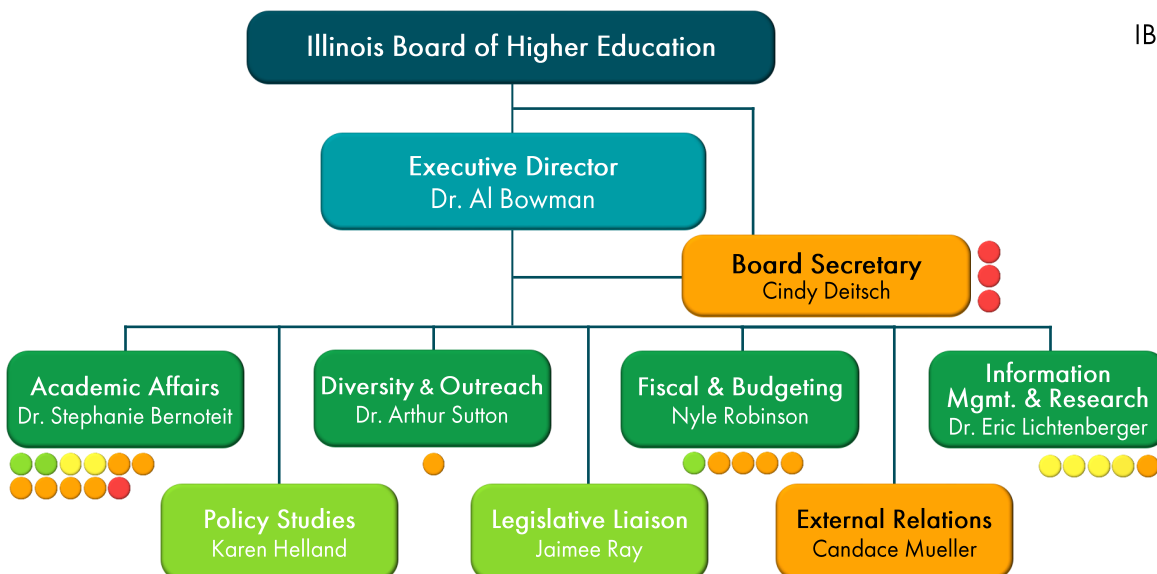 Illinois Board of Higher Education
IB
Executive Director
Dr. Al Bowman
Board Secretary
Cindy Deitsch
Academic Affairs
Dr. Stephanie Bernoteit
Diversity & Outreach
Dr. Arthur Sutton
Fiscal & Budgeting
Nyle Robinson
Information
Mgmt. & Research
Dr. Eric Lichtenberger
Policy Studies
Karen Helland
Legislative Liaison
Jaimee Ray
External Relations
Candace Mueller